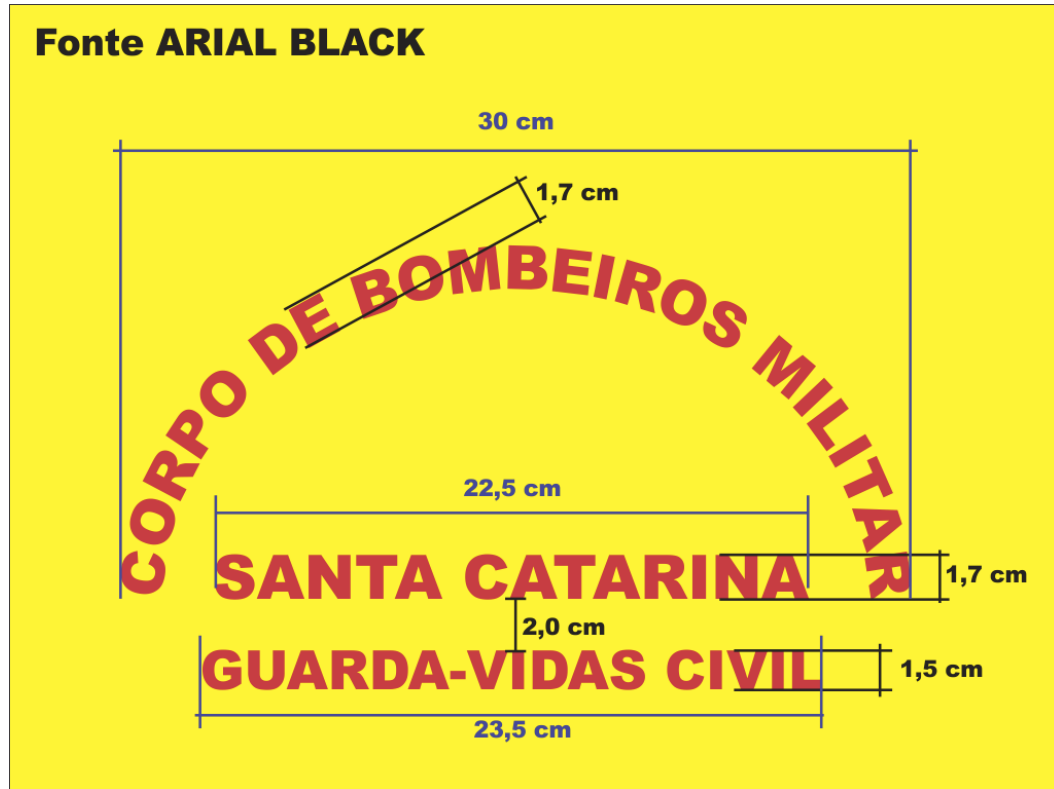 Fonte ARIAL BLACK
30 cm
1,7 cm
CORPO DE BOMBEIROS MILITAR
22,5 cm
SANTA CATARINA
1,7 cm
2,0 cm
GUARDA-VIDAS CIVIL
1,5 cm
23,5 cm